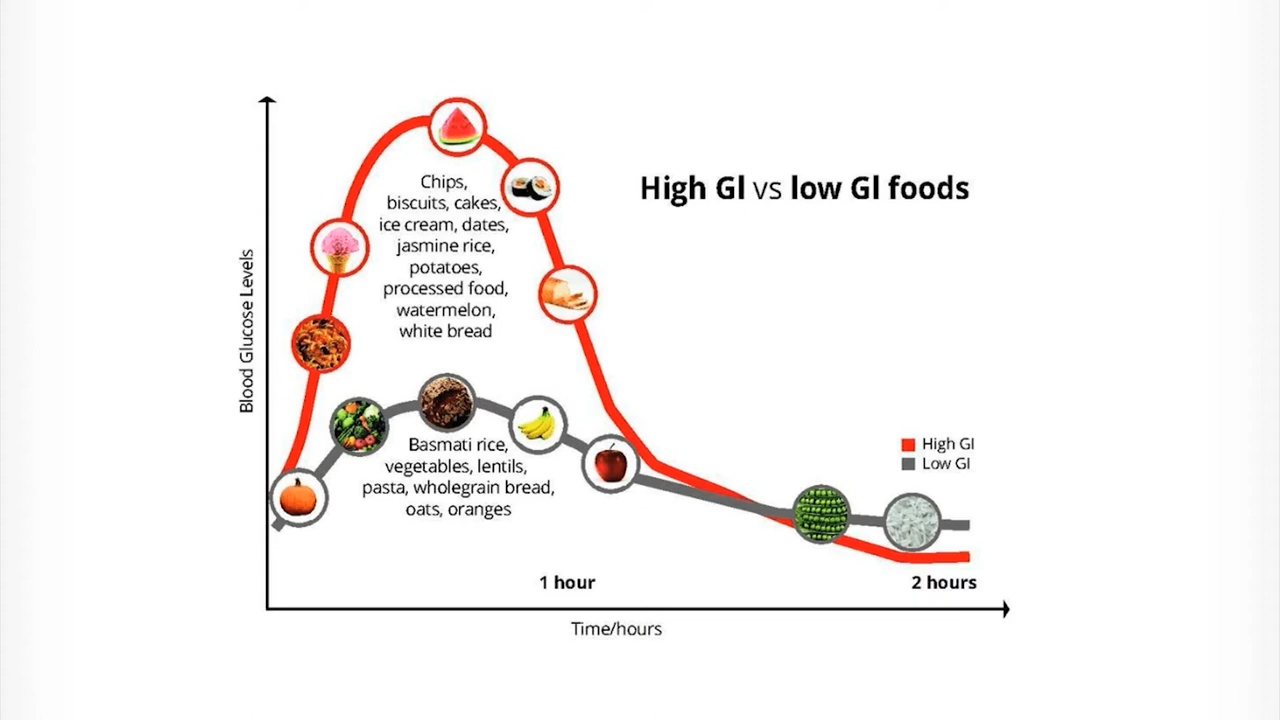 High GI vs low GI foods
Chips,
biscuits, cakes,
ice cream, dates,
jasmine rice,
potatoes,
processed food,
watermelon,
white bread
Blood Glucose Levels
Basmati rice,
vegetables, lentils,
pasta, wholegrain bread,
oats, oranges
High GI
Low GI
1 hour
2 hours
Time/hours